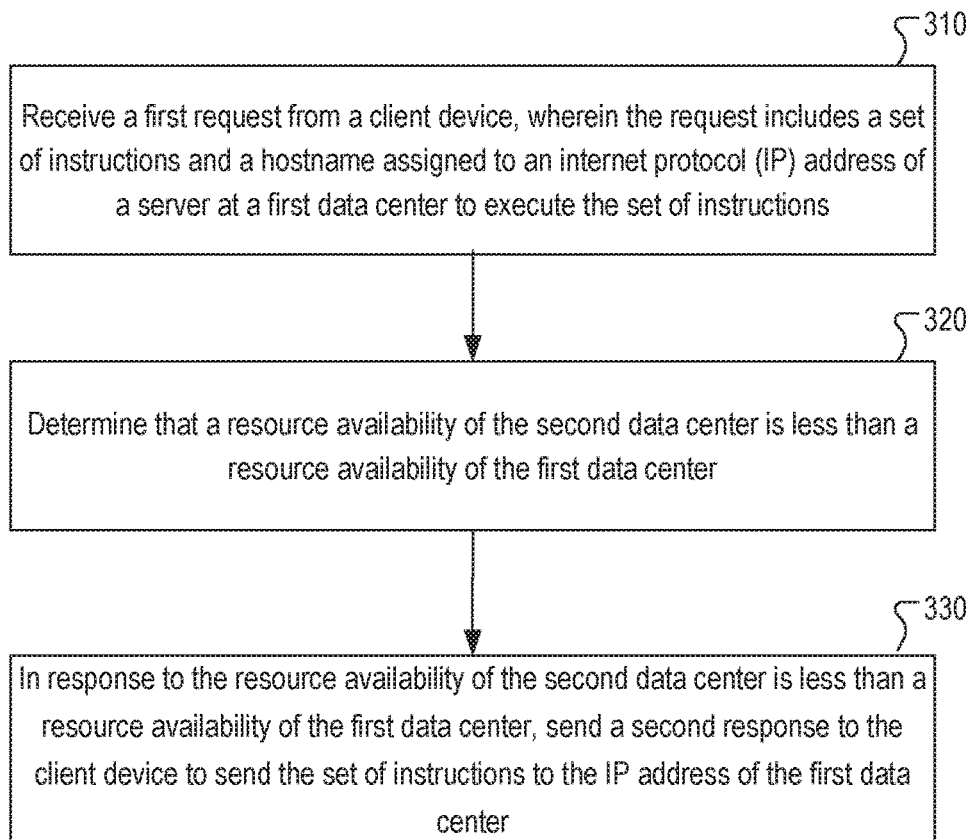 310
Receive a first request from a client device, wherein the request includes a set
of instructions and a hostname assigned to an internet protocol (IP) address of
a server at a first data center to execute the set of instructions
320
Determine that a resource availability of the second data center is less than a
resource availability of the first data center
330
In response to the resource availability of the second data center is less than a
resource availability of the first data center, send a second response to the
client device to send the set of instructions to the IP address of the first data
center